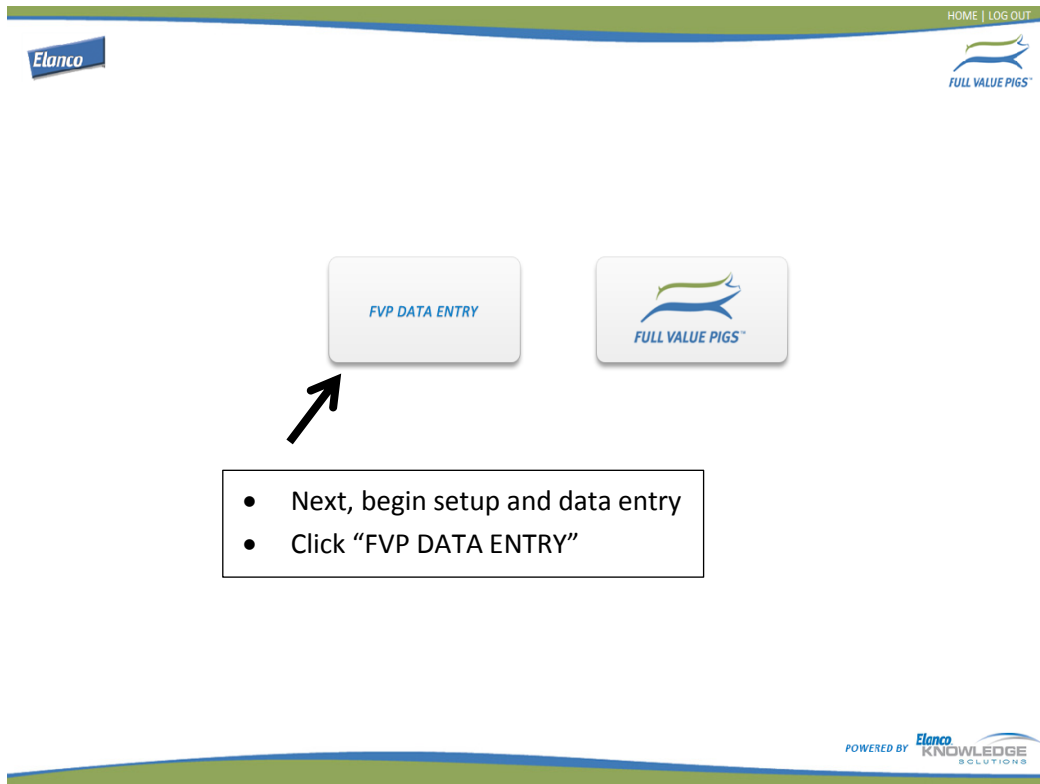 HOME | LOG OUT
Elanco
FULL VALUE PIGS™
FVP DATA ENTRY
FULL VALUE PIGS™
• Next, begin setup and data entry
• Click “FVP DATA ENTRY”
POWERED BY Elanco
KNOWLEDGE
SOLUTIONS